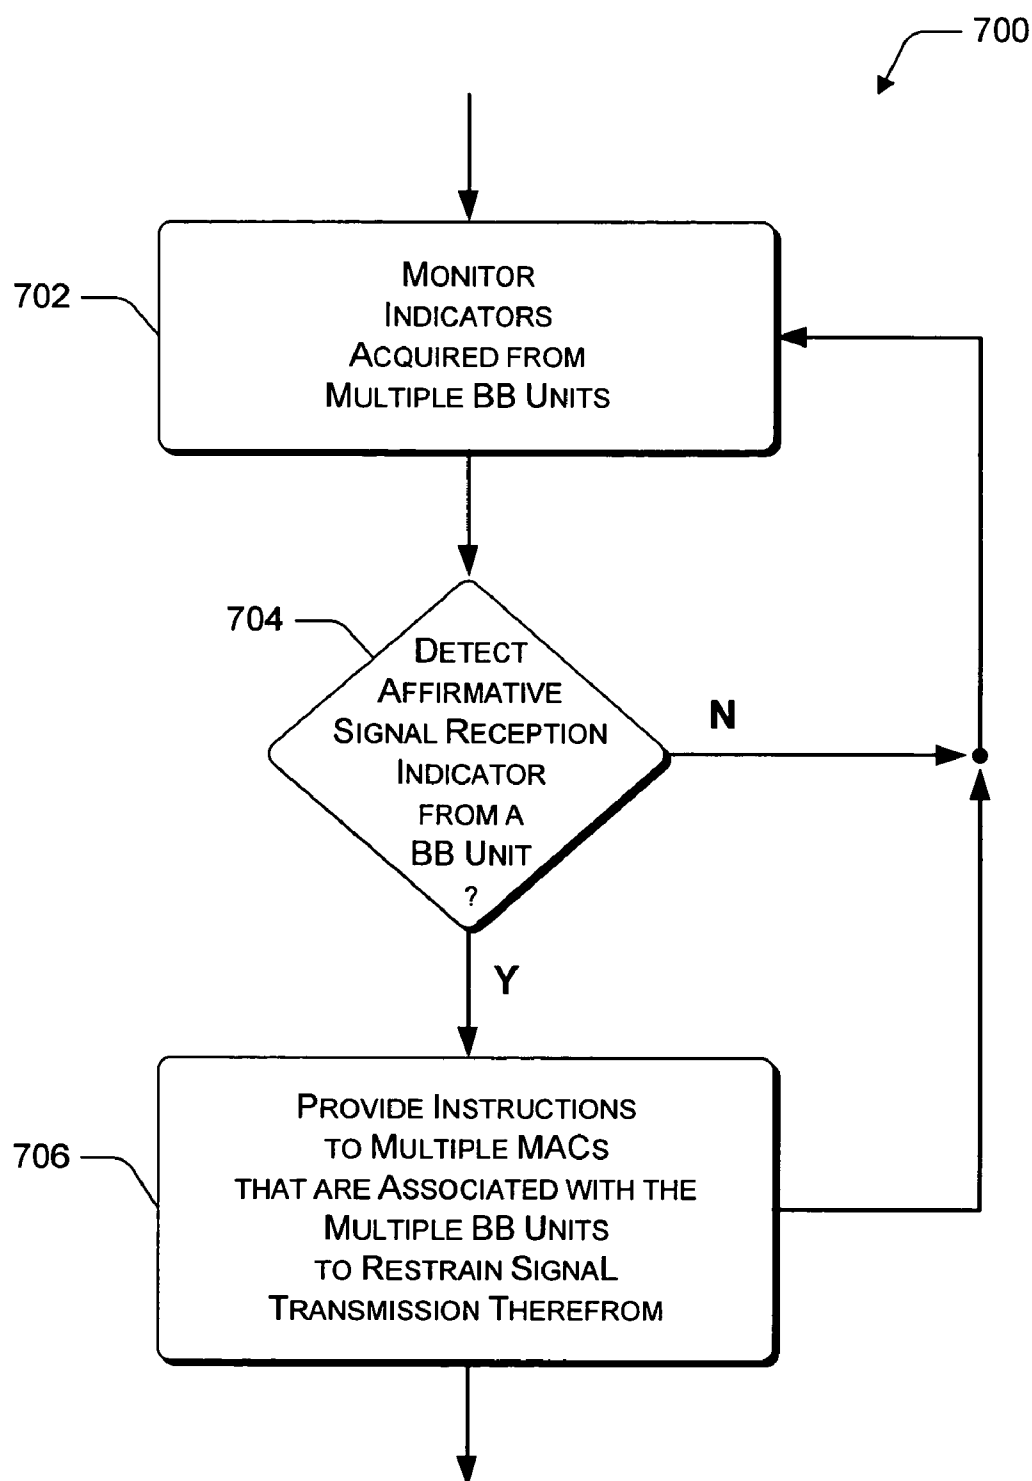 700
702
MONITOR
INDICATORS
ACQUIRED FROM
MULTIPLE BB UNITS
704
DETECT
AFFIRMATIVE
SIGNAL RECEPTION
INDICATOR
FROM A
BB UNIT
?
N
Y
706
PROVIDE INSTRUCTIONS
TO MULTIPLE MACS
THAT ARE ASSOCIATED WITH THE
MULTIPLE BB UNITS
TO RESTRAIN SIGNAL
TRANSMISSION THEREFROM